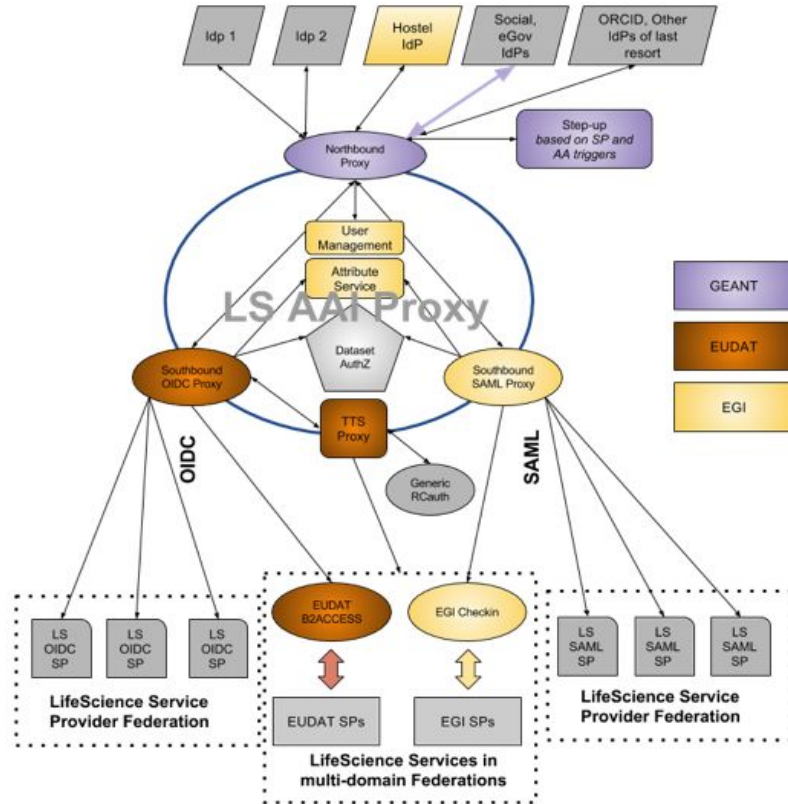 Idp 1
Idp 2
Hostel
IdP
Social,
eGov
IdPs
ORCID, Other
IdPs of last
resort
Step-up
based on SP and
AA triggers
Northbound
Proxy
User
Management
Attribute
Service
LS AAI Proxy
Dataset
AuthZ
Southbound
OIDC Proxy
Southbound
SAML Proxy
TTS
Proxy
Generic
RCauth
OIDC
SAML
GEANT
EUDAT
EGI
LS
OIDC
SP
LS
OIDC
SP
LS
OIDC
SP
LifeScience Service
Provider Federation
EUDAT
B2ACCESS
EGI Checkin
EUDAT SPs
EGI SPs
LifeScience Services in
multi-domain Federations
LS
SAML
SP
LS
SAML
SP
LS
SAML
SP
LifeScience Service
Provider Federation